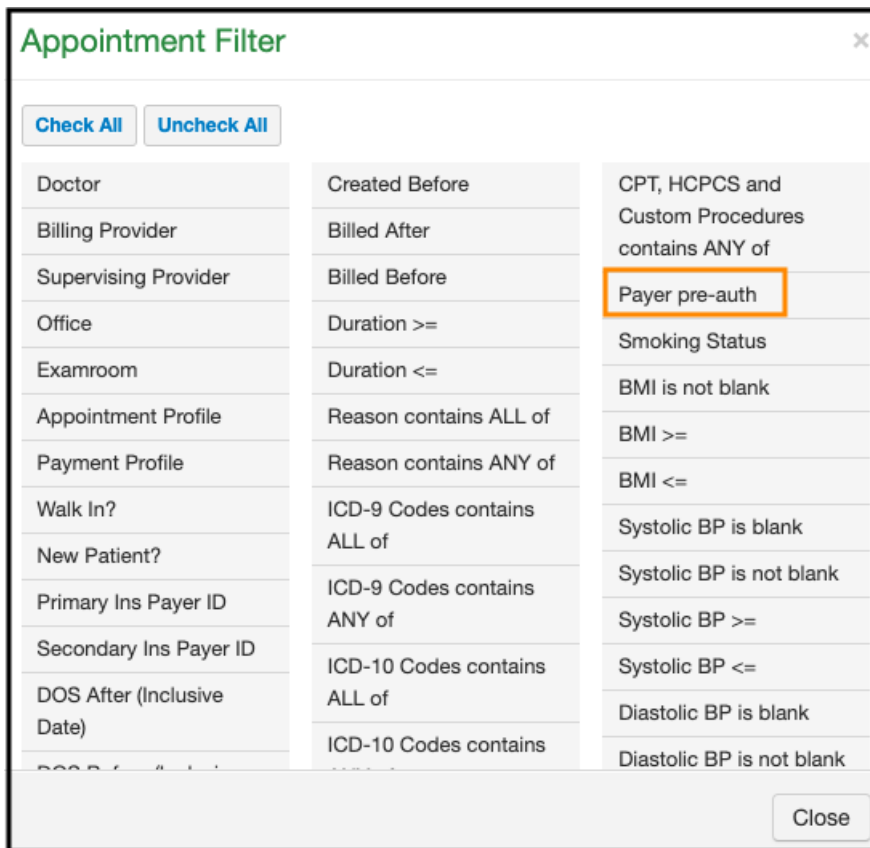 Appointment Filter
×
Check All
Uncheck All
Doctor
Billing Provider
Supervising Provider
Office
Examroom
Appointment Profile
Payment Profile
Walk In?
New Patient?
Primary Ins Payer ID
Secondary Ins Payer ID
DOS After (Inclusive
Date)
Created Before
Billed After
Billed Before
Duration >=
Duration <=
Reason contains ALL of
Reason contains ANY of
ICD-9 Codes contains
ALL of
ICD-9 Codes contains
ANY of
ICD-10 Codes contains
ALL of
ICD-10 Codes contains
CPT, HCPCS and
Custom Procedures
contains ANY of
Payer pre-auth
Smoking Status
BMI is not blank
BMI >=
BMI <=
Systolic BP is blank
Systolic BP is not blank
Systolic BP >=
Systolic BP <=
Diastolic BP is blank
Diastolic BP is not blank
Close